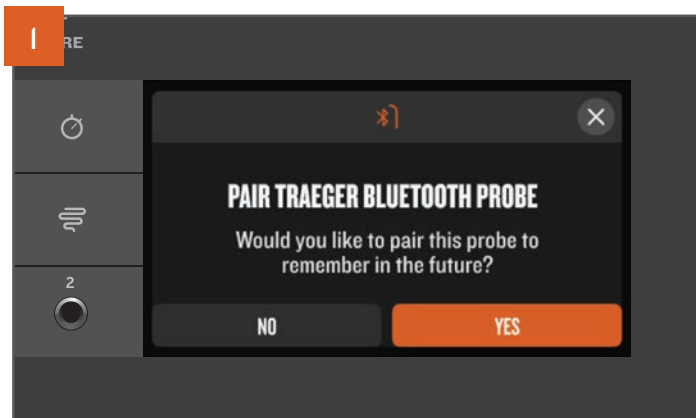 1
RE
PAIR TRAEGER BLUETOOTH PROBE
Would you like to pair this probe to
remember in the future?
2
NO
YES